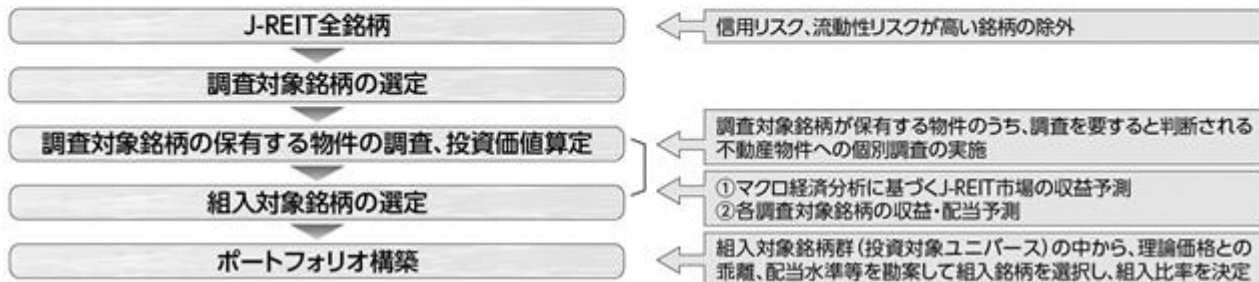 J-REIT全銘柄
信用リスク、流動性リスクが高い銘柄の除外
調査対象銘柄の選定
調査対象銘柄の保有する物件の調査、投資価値算定
調査対象銘柄が保有する物件のうち、調査を要すると判断される
不動産物件への個別調査の実施
組入対象銘柄の選定
①マクロ経済分析に基づくJ-REIT市場の収益予測
②各調査対象銘柄の収益・配当予測
ポートフォリオ構築
組入対象銘柄群（投資対象ユニバース）の中から、理論価格との
乖離、配当水準等を勘案して組入銘柄を選択し、組入比率を決定